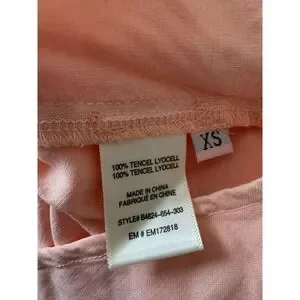 XS
100% TENCEL LYOCELL
100% TENCEL LYOCELL
MADE IN CHINA
FABRIQUÉ EN CHINE
STYLE# B4824-654-303
EM # EM172818